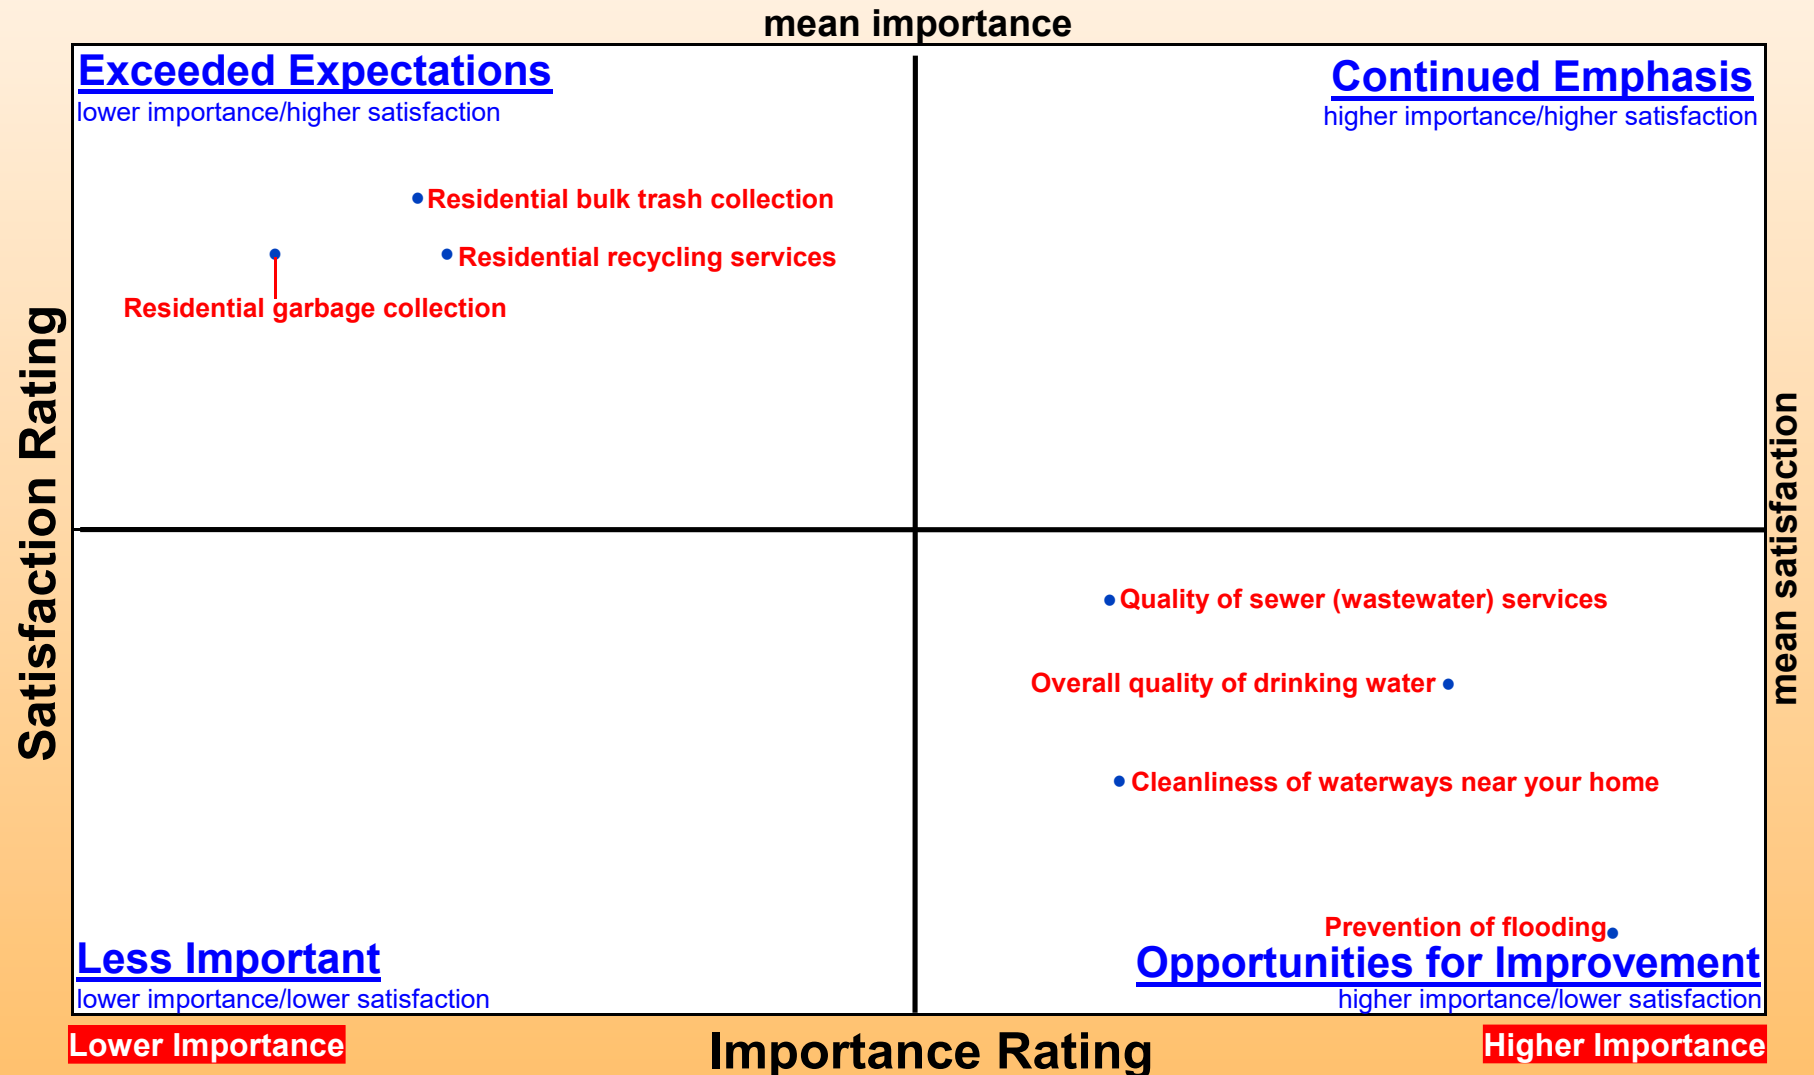 mean importance
Exceeded Expectations
lower importance/higher satisfaction
Continued Emphasis
higher importance/higher satisfaction
Residential bulk trash collection
Residential recycling services
Residential garbage collection
Satisfaction Rating
mean satisfaction
Quality of sewer (wastewater) services
Overall quality of drinking water
Cleanliness of waterways near your home
Prevention of flooding
Less Important
lower importance/lower satisfaction
Opportunities for Improvement
higher importance/lower satisfaction
Lower Importance
Importance Rating
Higher Importance